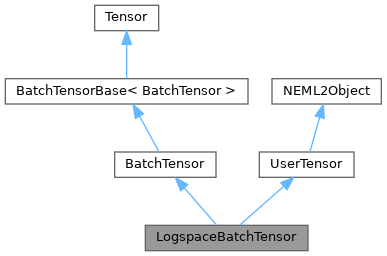 Tensor
BatchTensorBase< BatchTensor >
NEML2Object
BatchTensor
UserTensor
LogspaceBatchTensor